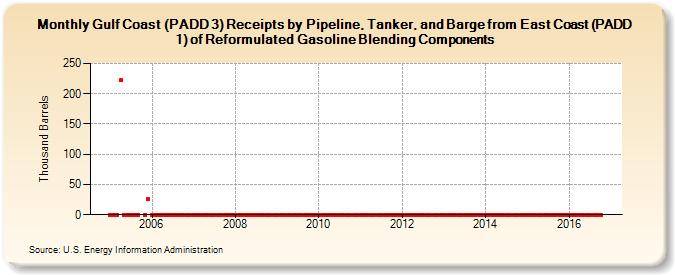 Monthly Gulf Coast (PADD 3) Receipts by Pipeline, Tanker, and Barge from East Coast (PADD
1) of Reformulated Gasoline Blending Components
Thousand Barrels
250
200
150
100
50
0
2006 2008 2010 2012 2014 2016
Source: U.S. Energy Information Administration